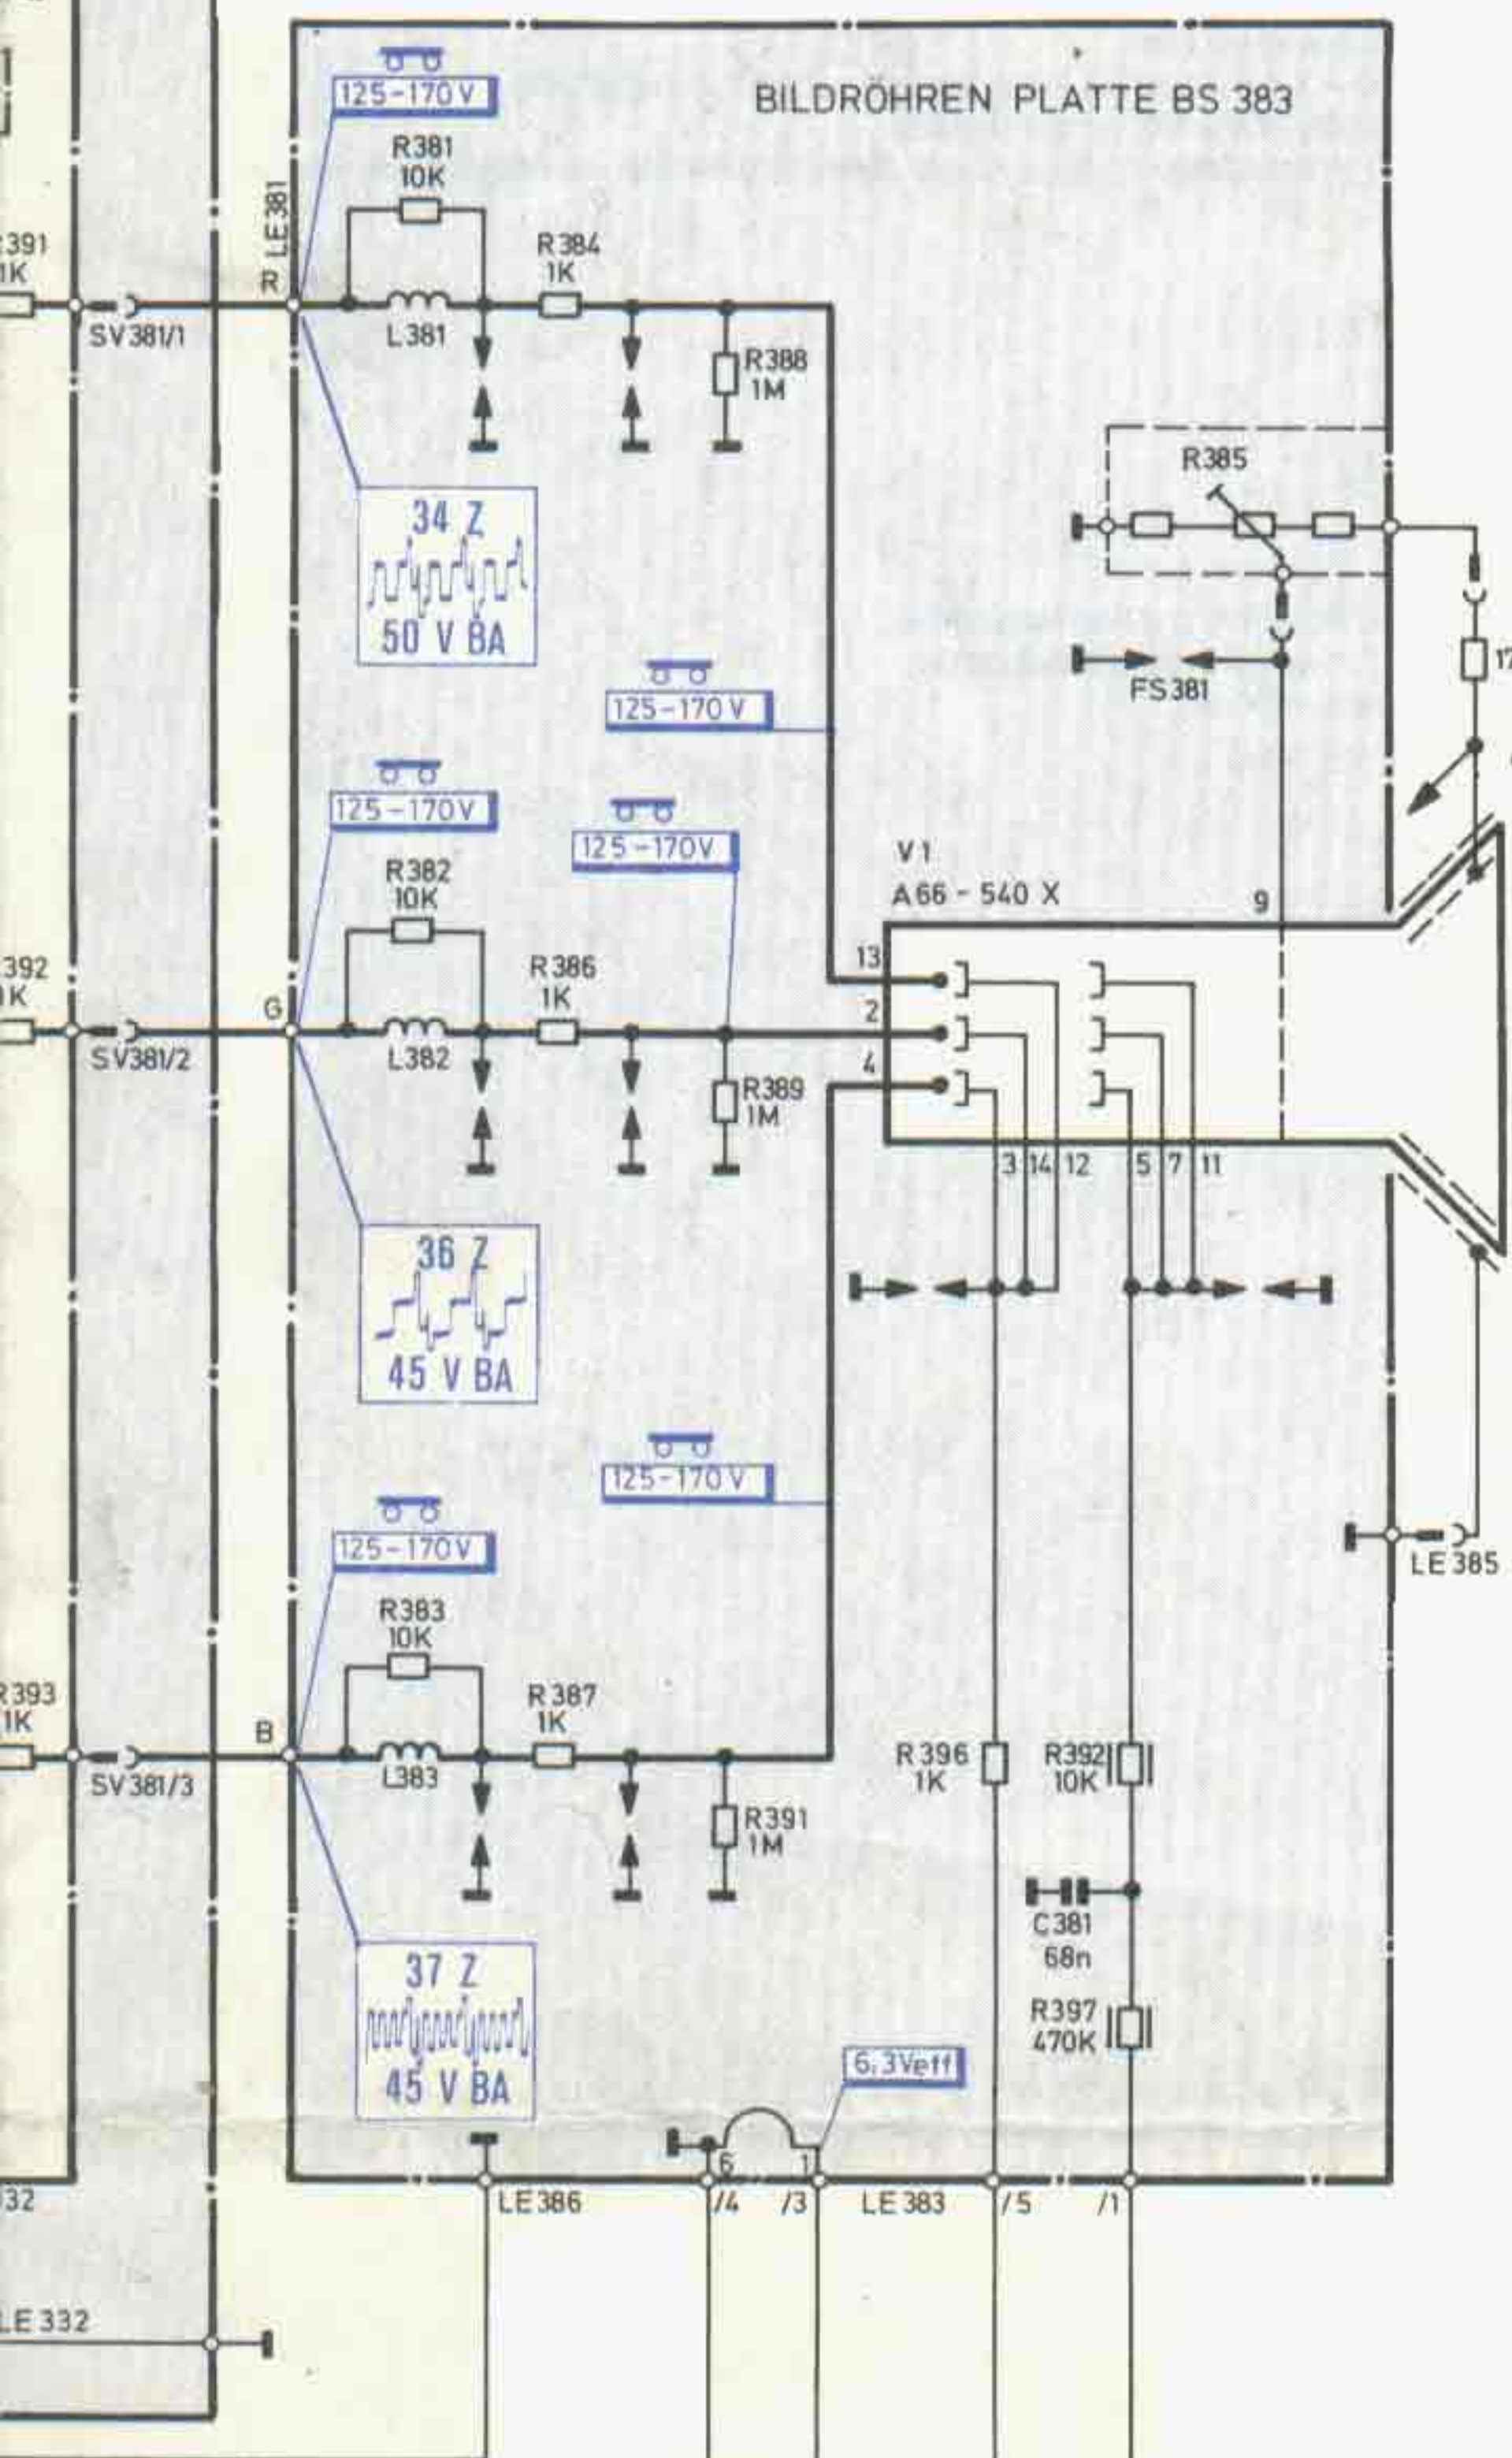 BILDRÖHREN PLATTE BS 383
125-170V
R381
10K
LE381
R
391
1K
SV381/1
L381
R384
1K
R388
1M
34 Z
50 V BA
R385
FS381
17
125-170V
125-170V
125-170V
R382
10K
V1
A66-540 X
9
392
1K
SV381/2
G
L382
R386
1K
R389
1M
13
2
4
3 14 12 5 7 11
36 Z
45 V BA
125-170V
125-170V
LE385
R383
10K
R393
1K
SV381/3
B
L383
R387
1K
R391
1M
R396
1K
R392
10K
C381
68n
R397
470K
37 Z
45 V BA
6,3Veff
6 1
32
LE386 /4 /3 LE383 /5 /1
LE332